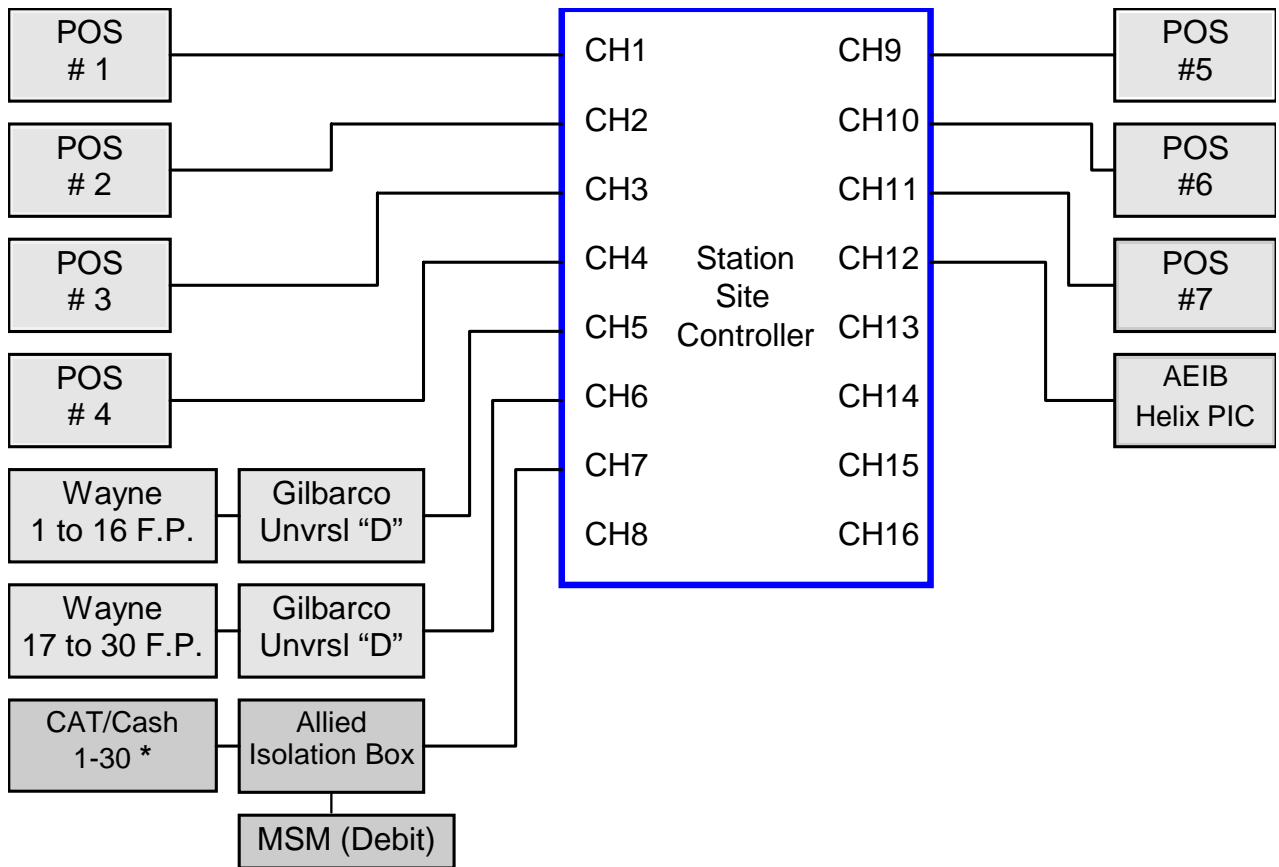 POS
# 1
POS
# 2
POS
# 3
POS
# 4
Wayne
1 to 16 F.P.
Gilbarco
Unvrsl “D”
Wayne
17 to 30 F.P.
Gilbarco
Unvrsl “D”
CAT/Cash
1-30 *
Allied
Isolation Box
MSM (Debit)
CH1
CH2
CH3
CH4
CH5
CH6
CH7
CH8
Station
Site
Controller
CH9
CH10
CH11
CH12
CH13
CH14
CH15
CH16
POS
#5
POS
#6
POS
#7
AEIB
Helix PIC